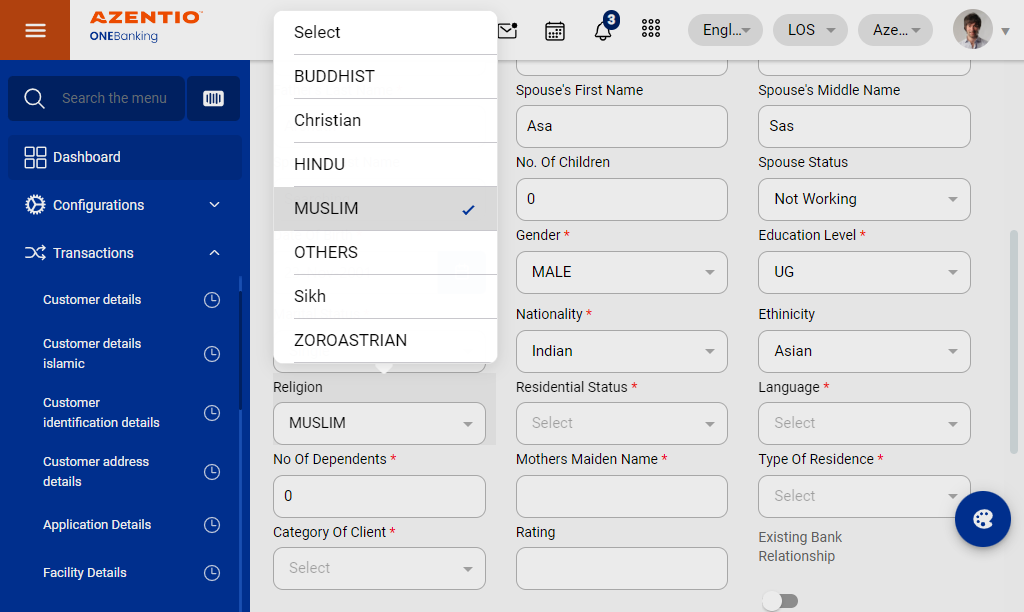 AZENTIO
ONEBanking
3
Engl...
LOS
Aze...
Search the menu
Dashboard
Configurations
Transactions
Customer details
Customer details
islamic
Customer
identification details
Customer address
details
Application Details
Facility Details
Select
BUDDHIST
Christian
HINDU
MUSLIM
OTHERS
Sikh
ZOROASTRIAN
Spouse's First Name
Spouse's Middle Name
Asa
Sas
No. Of Children
Spouse Status
0
Not Working
Gender *
Education Level *
MALE
UG
Nationality *
Ethinicity
Indian
Asian
Religion
Residential Status *
Language *
MUSLIM
Select
Select
No Of Dependents *
Mothers Maiden Name *
Type Of Residence *
0
Select
Category Of Client *
Rating
Existing Bank
Relationship
Select